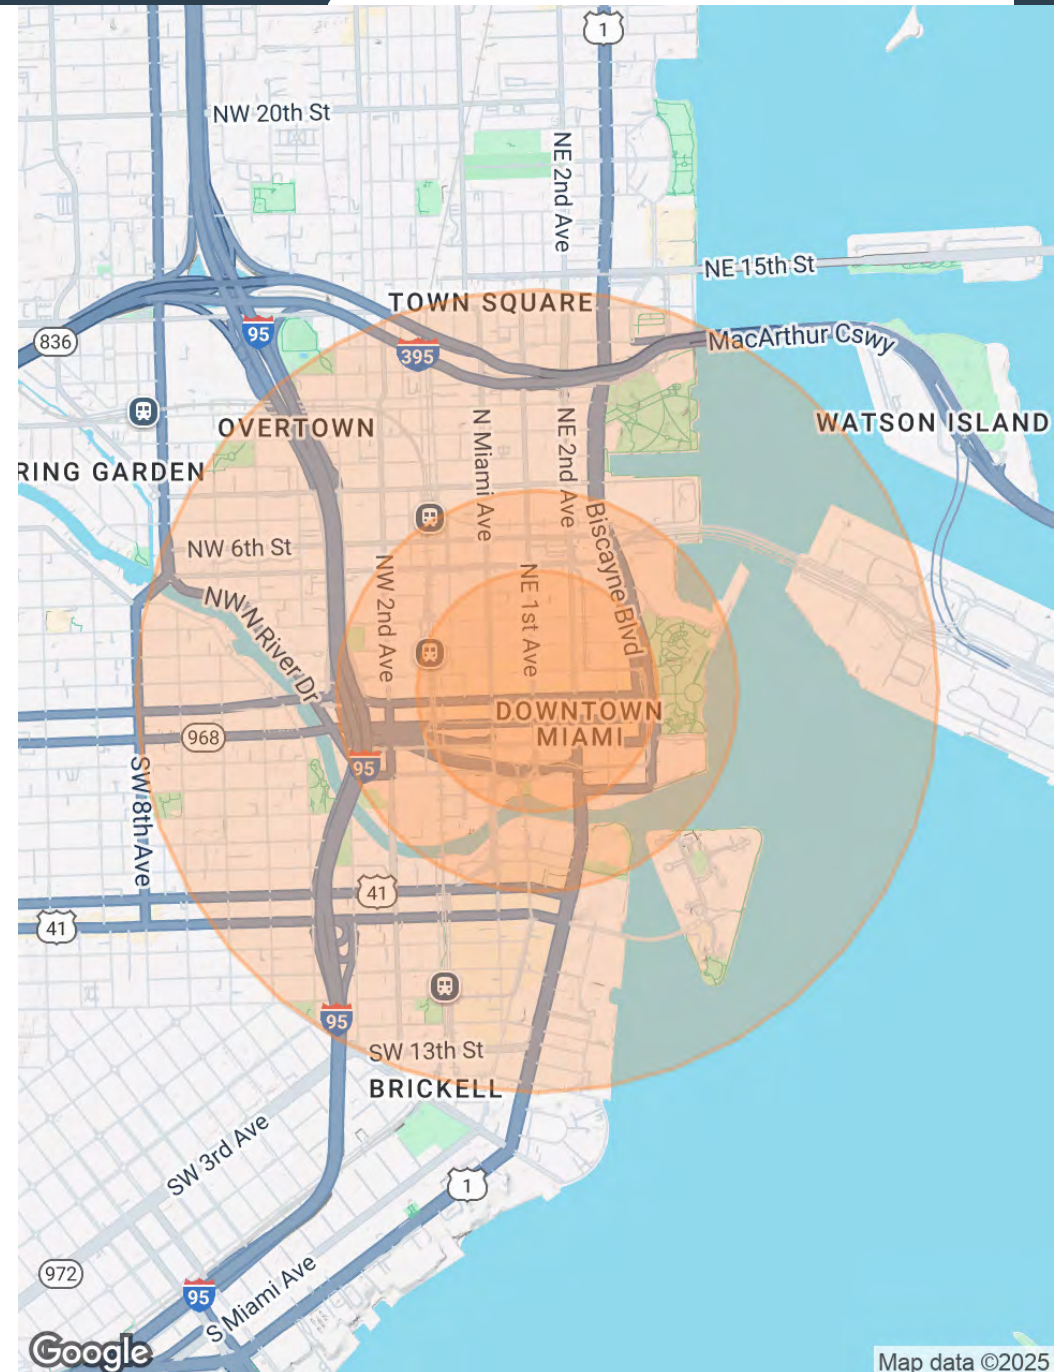 1
NW 20th St
NE 2nd Ave
NE 15th St
TOWN SQUARE
836
95
395
MacArthur Cswy
OVERTOWN
N Miami Ave
NE 2nd Ave
WATSON ISLAND
RING GARDEN
NW 6th St
Biscayne Blvd
NW 2nd Ave
NE 1st Ave
NW N River Dr
DOWNTOWN
MIAMI
968
95
SW 8th Ave
41
41
95
SW 13th St
BRICKELL
SW 3rd Ave
1
972
95
S Miami Ave
Google
Map data ©2025